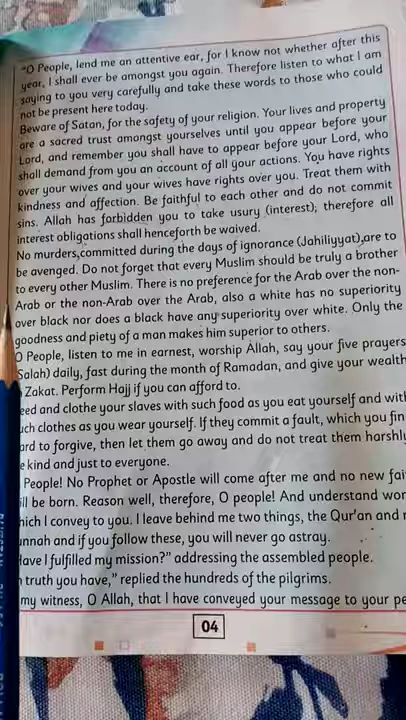 "O People, lend me an attentive ear, for I know not whether after this
year, I shall ever be amongst you again. Therefore listen to what I am
saying to you very carefully and take these words to those who could
not be present here today.
Beware of Satan, for the safety of your religion. Your lives and property
are a sacred trust amongst yourselves until you appear before your
Lord, and remember you shall have to appear before your Lord, who
shall demand from you an account of all your actions. You have rights
over your wives and your wives have rights over you. Treat them with
kindness and affection. Be faithful to each other and do not commit
sins. Allah has forbidden you to take usury (interest); therefore all
interest obligations shall henceforth be waived.
No murders,committed during the days of ignorance (Jahiliyyat),are to
be avenged. Do not forget that every Muslim should be truly a brother
to every other Muslim. There is no preference for the Arab over the non-
Arab or the non-Arab over the Arab, also a white has no superiority
over black nor does a black have any superiority over white. Only the
goodness and piety of a man makes him superior to others.
O People, listen to me in earnest, worship Allah, say your five prayers
Salah) daily, fast during the month of Ramadan, and give your wealth
Zakat. Perform Hajj if you can afford to.
eed and clothe your slaves with such food as you eat yourself and wit
uch clothes as you wear yourself. If they commit a fault, which you fin
ard to forgive, then let them go away and do not treat them harshly
e kind and just to everyone.
People! No Prophet or Apostle will come after me and no new fai
ill be born. Reason well, therefore, O people! And understand wor
hich I convey to you. I leave behind me two things, the Qur'an and
unnah and if you follow these, you will never go astray.
Have I fulfilled my mission?" addressing the assembled people.
truth you have," replied the hundreds of pilgrims.
my witness, O Allah, that I have conveyed your message to your pe
04